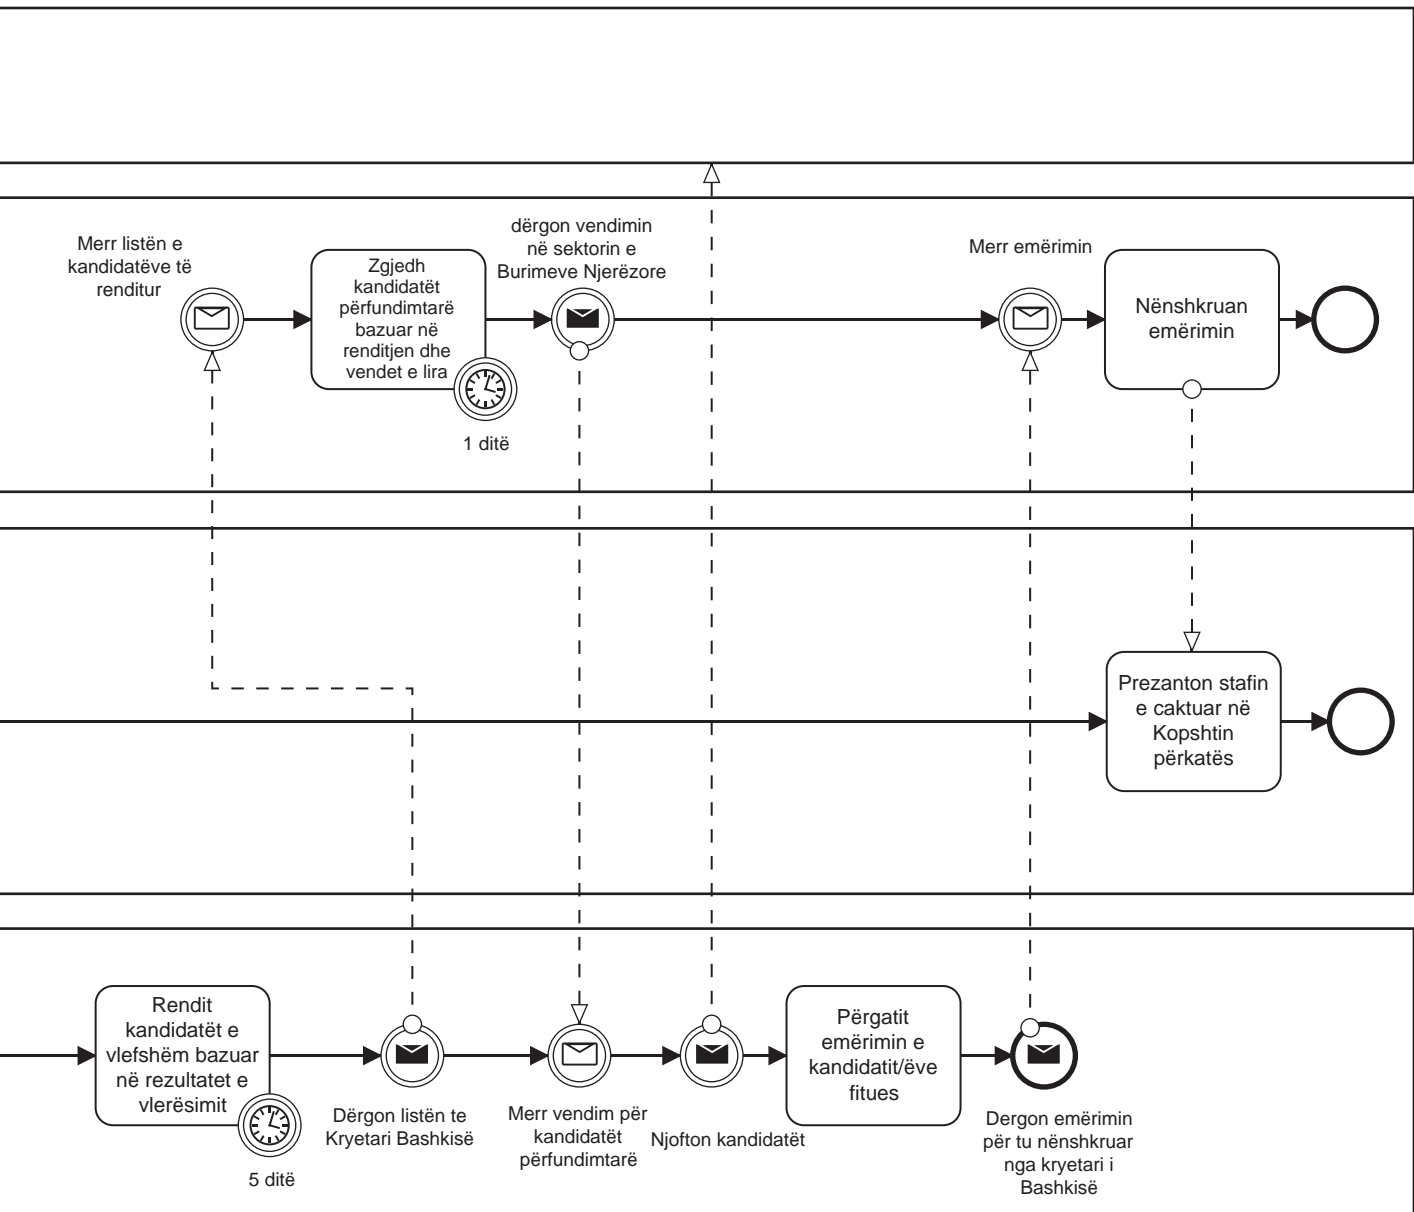 Merr listën e
kandidatëve të
renditur
Zgjedh
kandidatët
përfundimtarë
bazuar në
renditjen dhe
vendet e lira
1 ditë
dërgon vendimin
në sektorin e
Burimeve Njerëzore
Merr emërimin
Nënshkruan
emërimin
Prezanton stafin
e caktuar në
Kopshtin
përkatës
Rendit
kandidatët e
vlefshëm bazuar
në rezultatet e
vlerësimit
5 ditë
Dërgon listën te
Kryetari Bashkisë
Merr vendim për
kandidatët
përfundimtarë
Njofton kandidatët
Përgatit
emërimin e
kandidatit/ëve
fitues
Dergon emërimin
për tu nënshkruar
nga kryetari i
Bashkisë